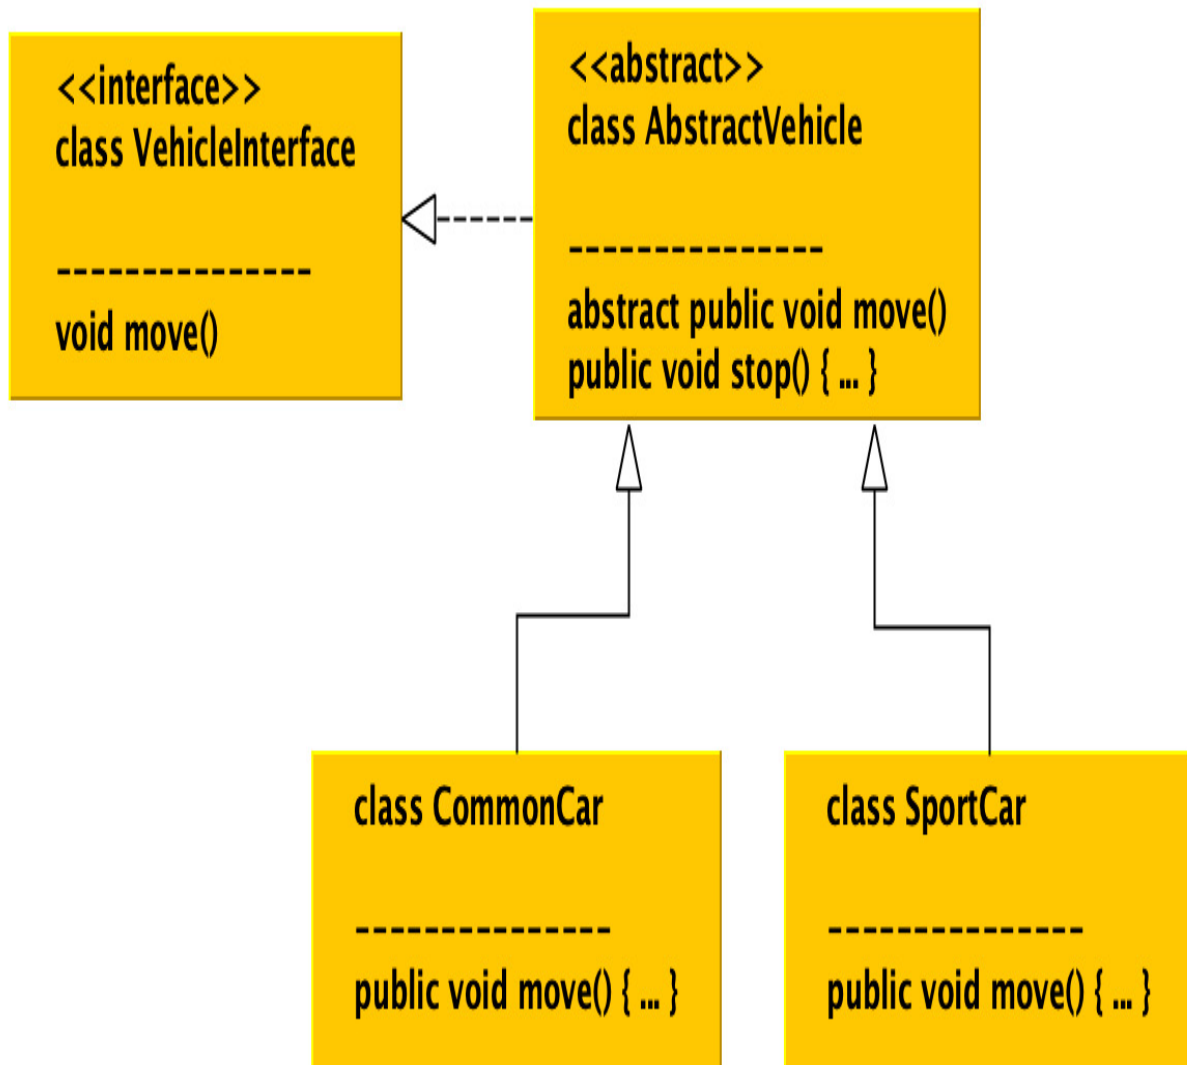 <<interface>>
class VehicleInterface
---------------
void move()
<<abstract>>
class AbstractVehicle
---------------
abstract public void move()
public void stop() { ... }
class CommonCar
---------------
public void move() { ... }
class SportCar
---------------
public void move() { ... }